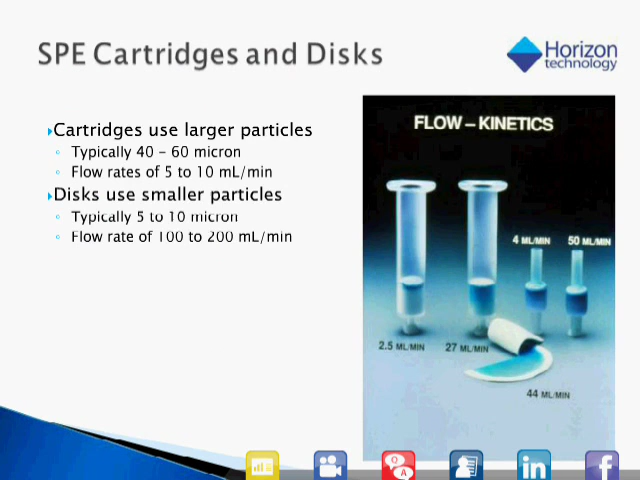 SPE Cartridges and Disks
Horizon
technology
Cartridges use larger particles
Typically 40 – 60 micron
Flow rates of 5 to 10 mL/min
Disks use smaller particles
Typically 5 to 10 micron
Flow rate of 100 to 200 mL/min
FLOW – KINETICS
4 ML/MIN 50 ML/MIN
2.5 ML/MIN 27 ML/MIN
44 ML/MIN
Q A
in f